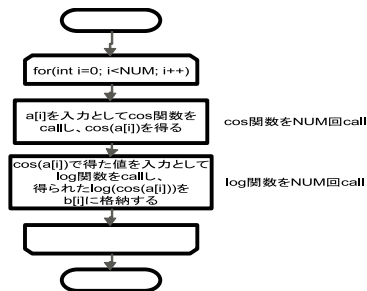 for(int i=0; i<NUM; i++)
a[i]を入力としてcos関数を
callし、cos(a[i])を得る
cos関数をNUM回call
cos(a[i])で得た値を入力として
log関数をcallし、
得られたlog(cos(a[i]))を
b[i]に格納する
log関数をNUM回call